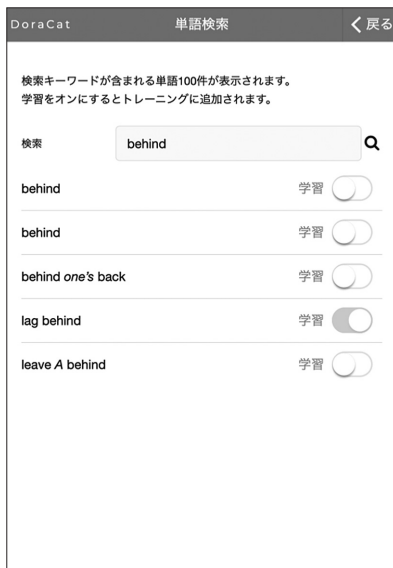 DoraCat 単語検索 戻る
検索キーワードが含まれる単語100件が表示されます。
学習をオンにするとトレーニングに追加されます。
検索 behind
behind 学習
behind 学習
behind one's back 学習
lag behind 学習
leave A behind 学習